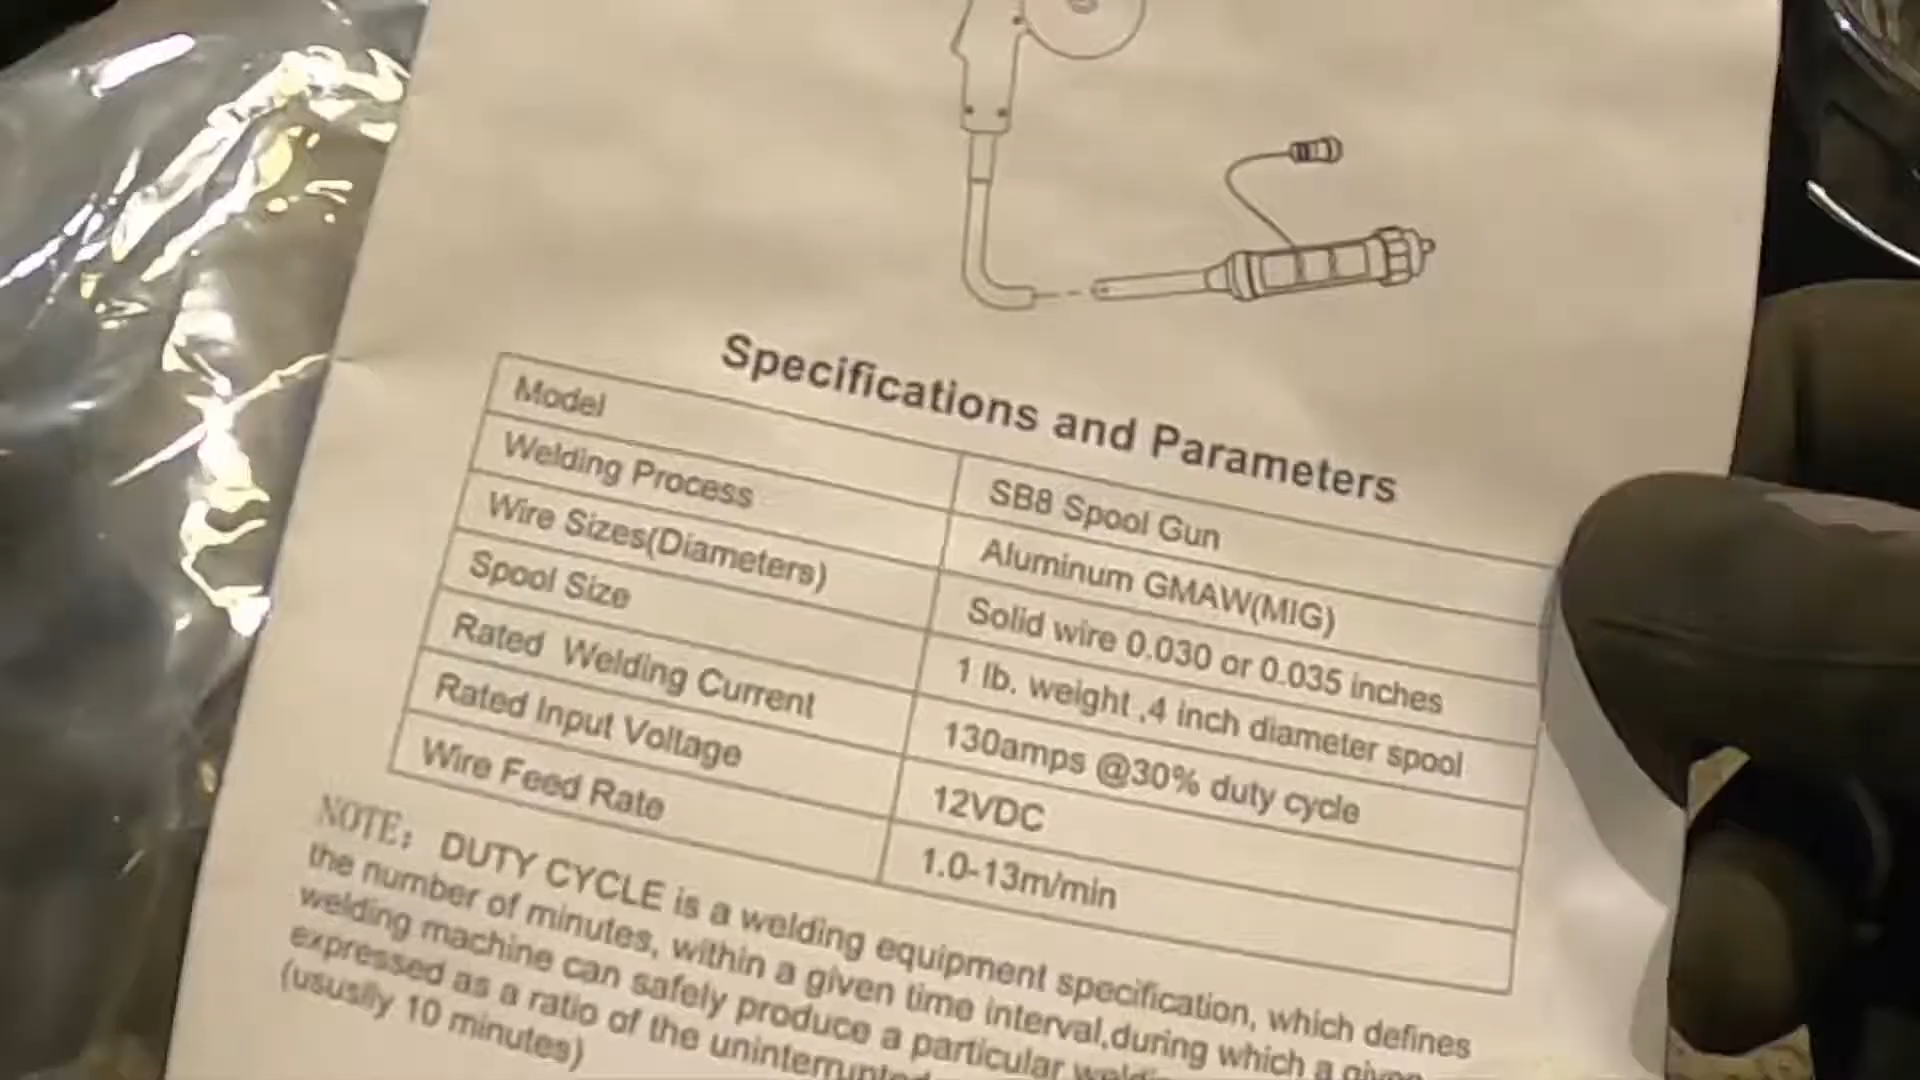 Specifications and Parameters
Model SB8 Spool Gun
Welding Process Aluminum GMAW(MIG)
Wire Sizes(Diameters) Solid wire 0.030 or 0.035 inches
Spool Size 1 lb. weight ,4 inch diameter spool
Rated Welding Current 130amps @30% duty cycle
Rated Input Voltage 12VDC
Wire Feed Rate 1.0-13m/min
NOTE: DUTY CYCLE is a welding equipment specification, which defines
the number of minutes, within a given time interval,during which a given
welding machine can safely produce a particular
expressed as a ratio of the
(ususlly 10 minutes)